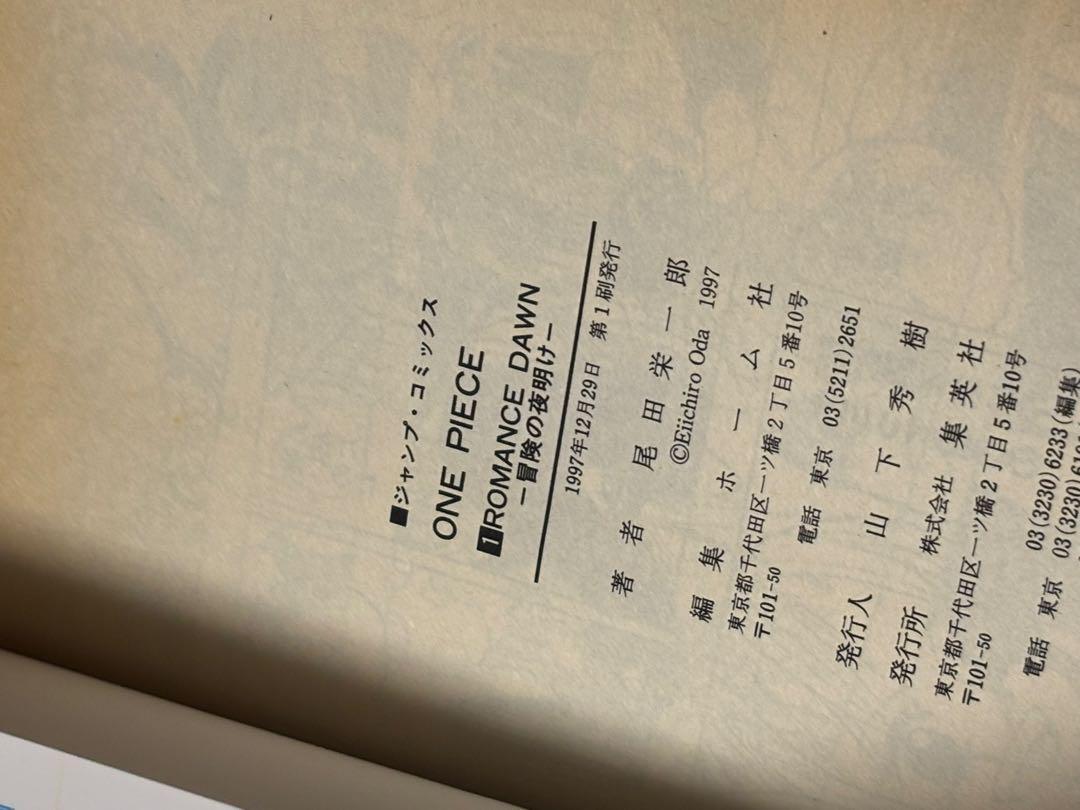 ■ジャンプ・コミックス
ONE PIECE
1 ROMANCE DAWN
―冒険の夜明け―
1997年12月29日 第1刷発行
著者 尾田栄一郎
©Eiichiro Oda 1997
編集 ホーム社
東京都千代田区一ツ橋2丁目5番10号
〒101-50
電話 東京 03(5211)2651
発行人 山下秀樹
発行所 株式会社 集英社
東京都千代田区一ツ橋2丁目5番10号
〒101-50
03(3230)6233(編集)
電話 東京 03(3230)